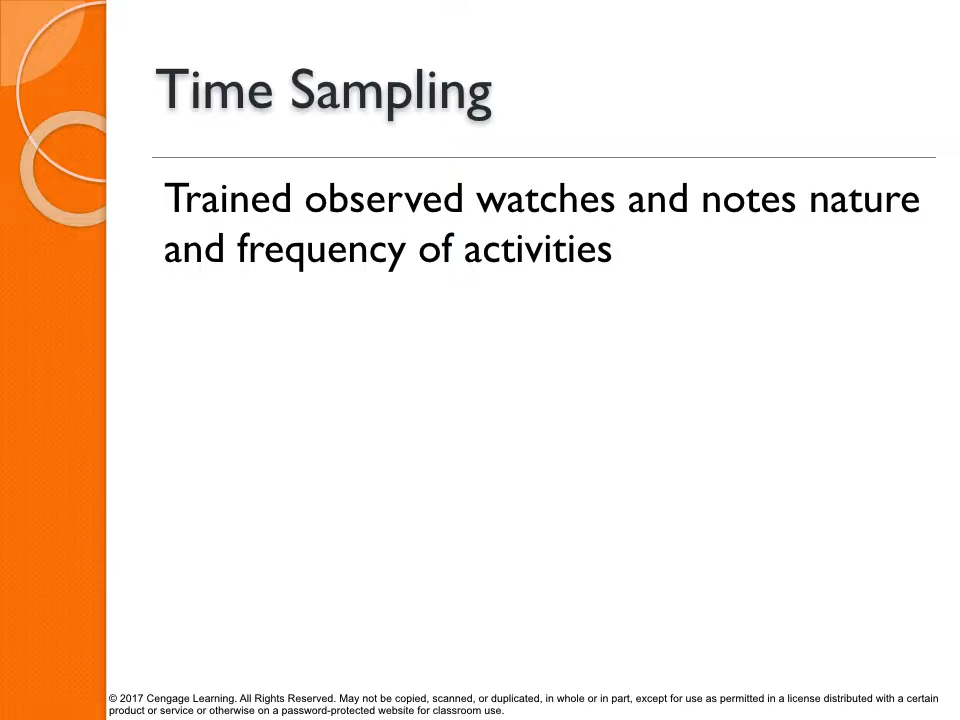 Time Sampling
Trained observed watches and notes nature
and frequency of activities
© 2017 Cengage Learning. All Rights Reserved. May not be copied, scanned, or duplicated, in whole or in part, except for use as permitted in a license distributed with a certain
product or service or otherwise on a password-protected website for classroom use.